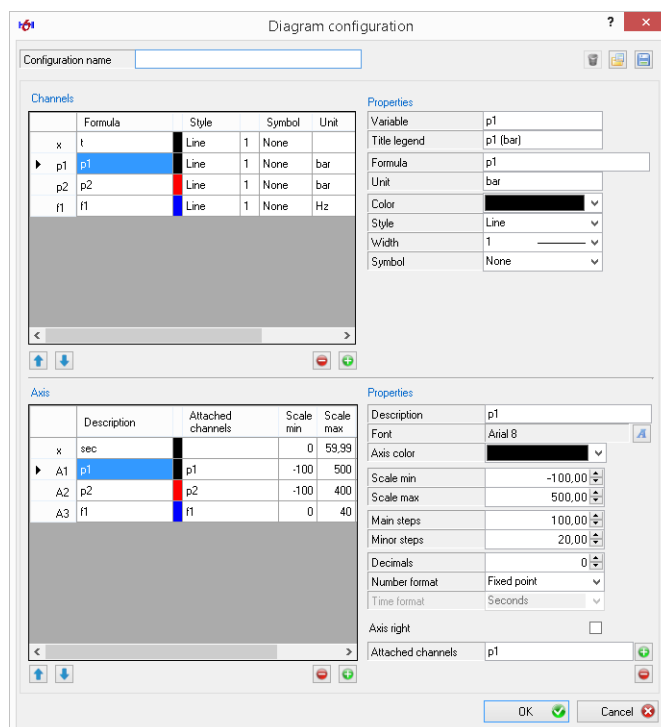 Diagram configuration ?
Configuration name
Channels
Formula Style Symbol Unit
x t Line 1 None
p1 p1 Line 1 None bar
p2 p2 Line 1 None bar
f1 f1 Line 1 None Hz
Properties
Variable p1
Title legend p1 (bar)
Formula p1
Unit bar
Color
Style Line
Width 1
Symbol None
Axis
Description Attached channels Scale min Scale max
x sec 0 59,99
A1 p1 p1 -100 500
A2 p2 p2 -100 400
A3 f1 f1 0 40
Properties
Description p1
Font Arial 8 A
Axis color
Scale min -100,00
Scale max 500,00
Main steps 100,00
Minor steps 20,00
Decimals 0
Number format Fixed point
Time format Seconds
Axis right
Attached channels p1
OK Cancel